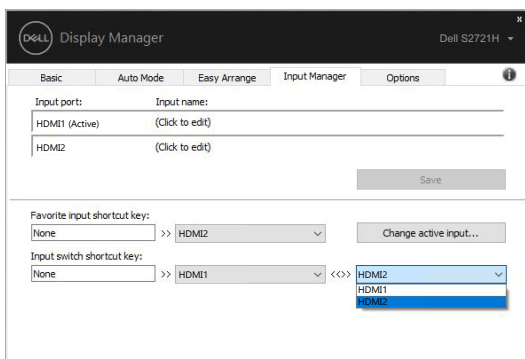 x
DELL Display Manager Dell S2721H
Basic Auto Mode Easy Arrange Input Manager Options i
Input port: Input name:
HDMI1 (Active) (Click to edit)
HDMI2 (Click to edit)
Save
Favorite input shortcut key:
None >> HDMI2 Change active input...
Input switch shortcut key:
None >> HDMI1 <<>> HDMI2
HDMI1
HDMI2